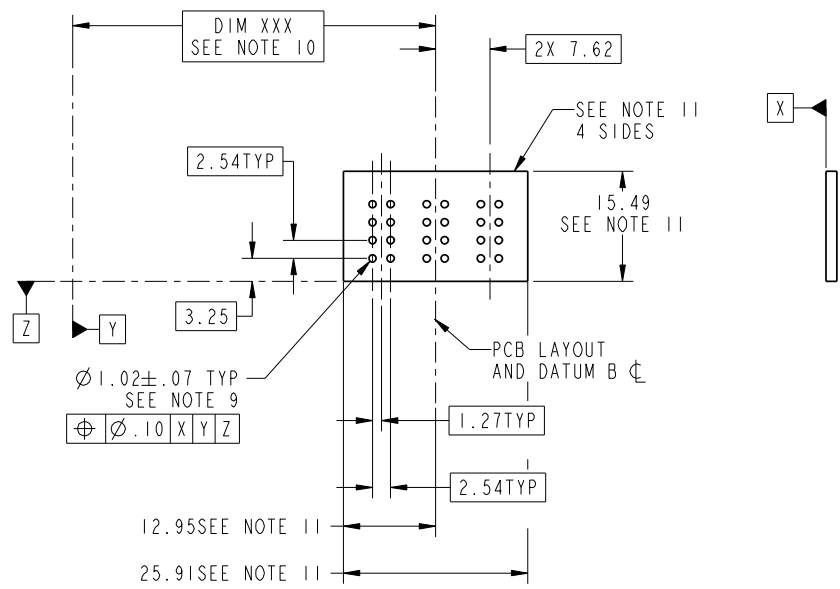 DIM XXX
SEE NOTE 10
2X 7.62
X
SEE NOTE 11
4 SIDES
2.54TYP
15.49
SEE NOTE 11
3.25
Z
Y
PCB LAYOUT
AND DATUM B ℄
⌀1.02±.07 TYP
SEE NOTE 9
⌖ ⌀.10 X Y Z
1.27TYP
2.54TYP
12.95SEE NOTE 11
25.91SEE NOTE 11